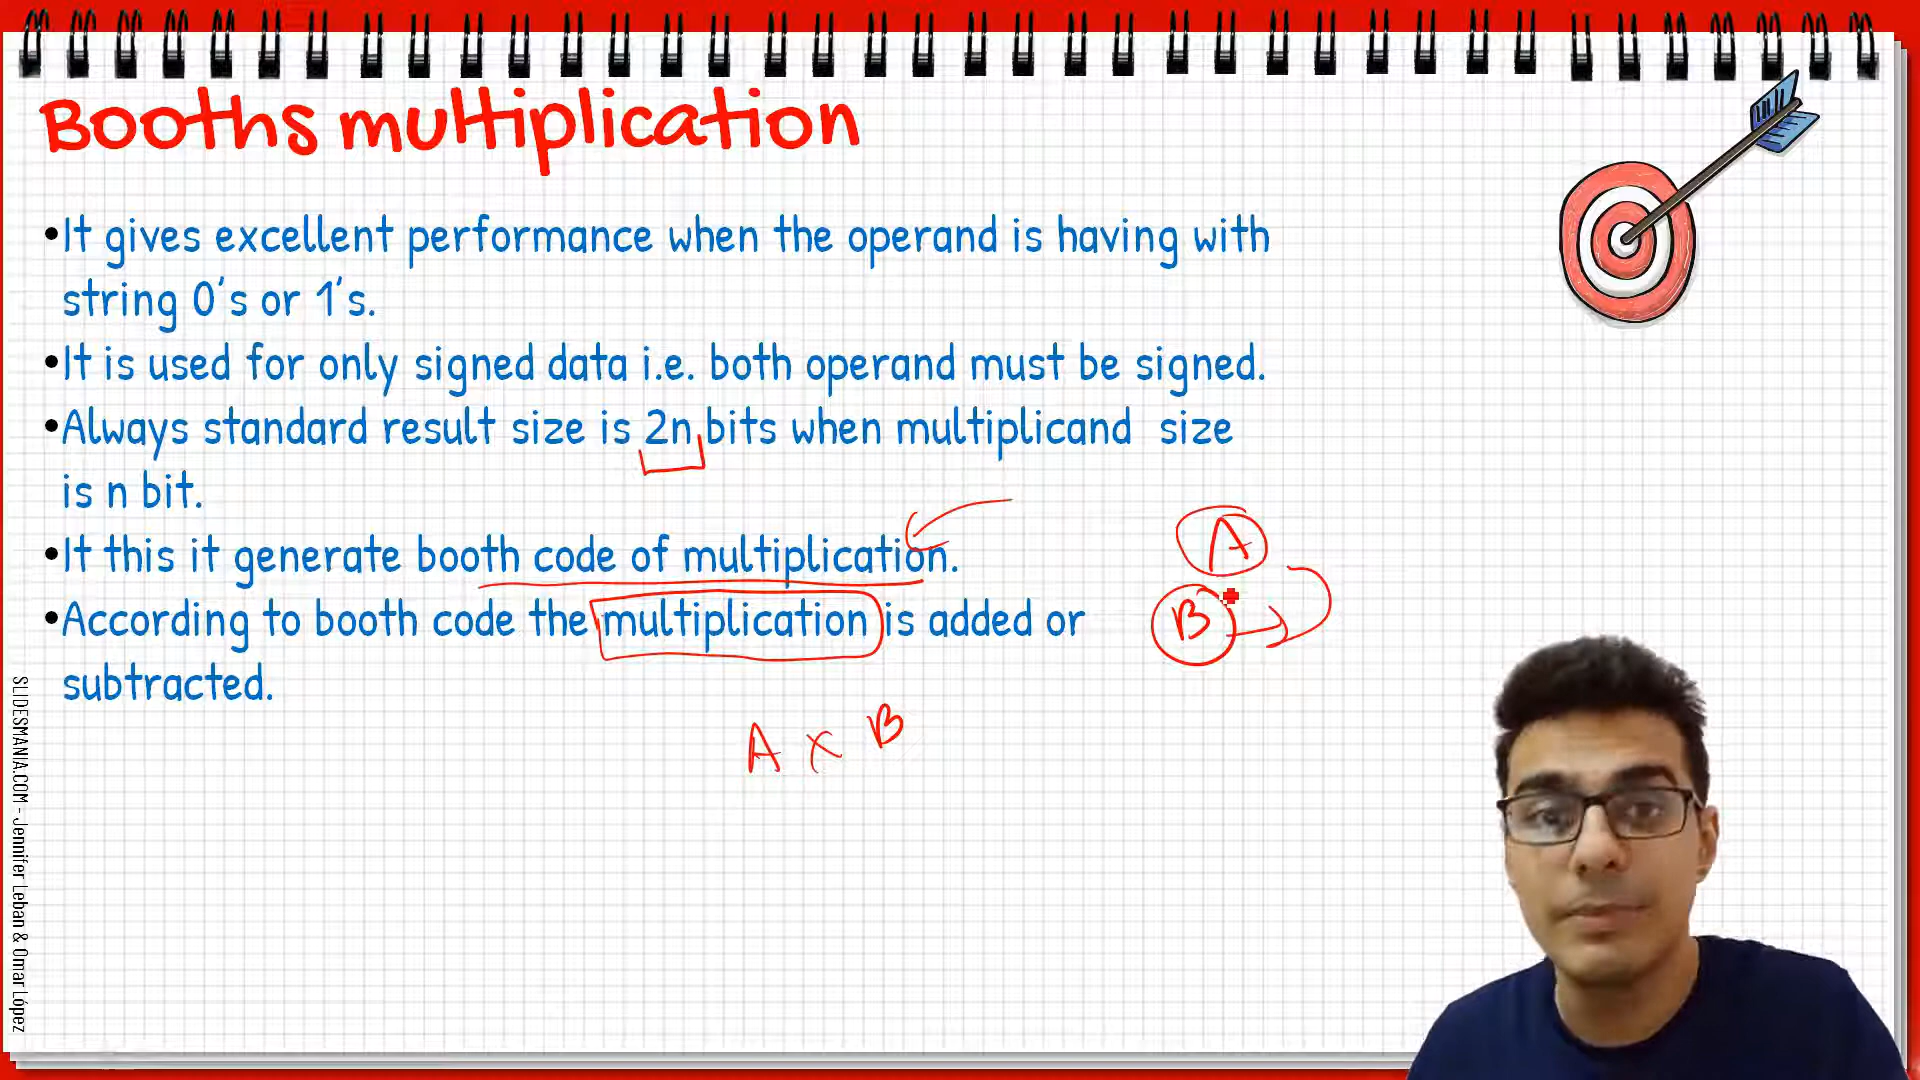 Booths multiplication
•It gives excellent performance when the operand is having with
string 0's or 1's.
•It is used for only signed data i.e. both operand must be signed.
•Always standard result size is 2n bits when multiplicand size
is n bit.
•It this it generate booth code of multiplication.
•According to booth code the multiplication is added or
subtracted.
A
B
A x B
SLIDESMANIA.COM - Jennifer Leban & Omar López